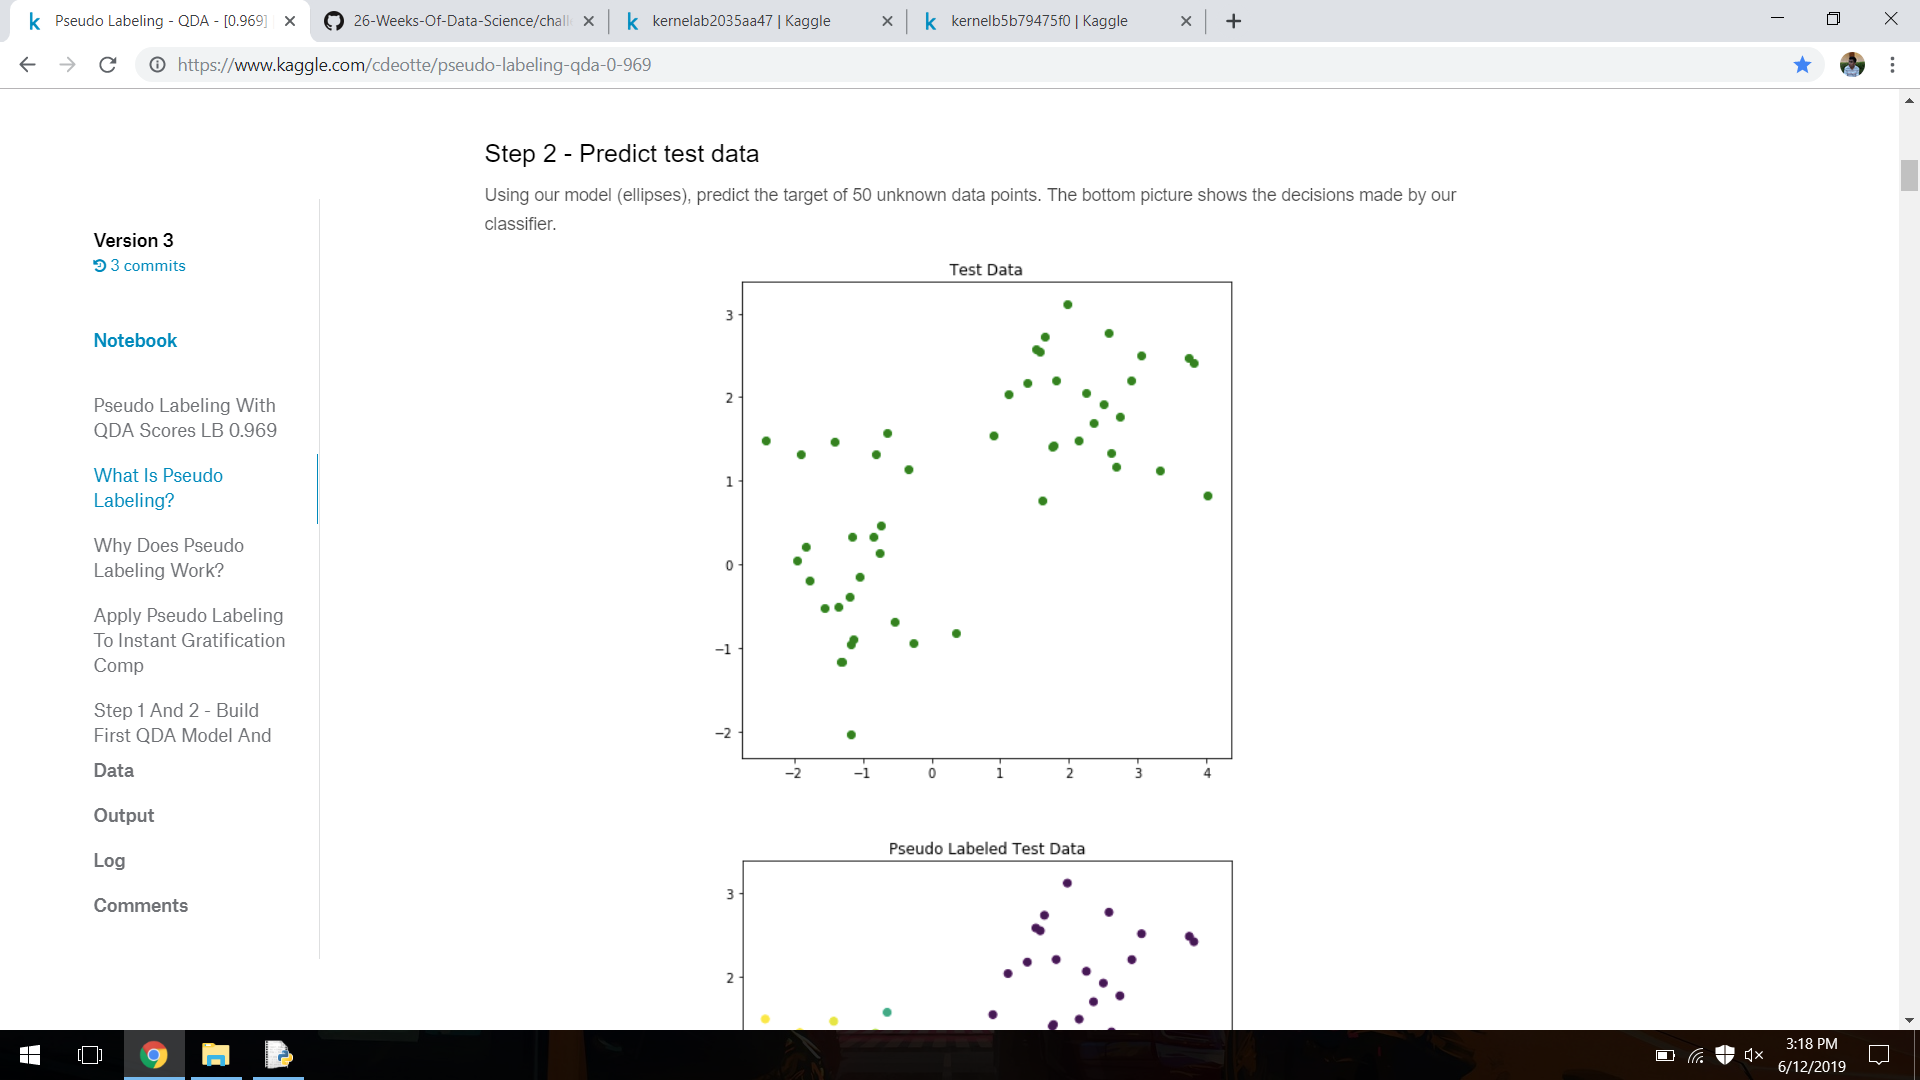 Pseudo Labeling - QDA - [0.969]
26-Weeks-Of-Data-Science/chall
kernelab2035aa47 | Kaggle
kernelb5b79475f0 | Kaggle
https://www.kaggle.com/cdeotte/pseudo-labeling-qda-0-969
Step 2 - Predict test data
Using our model (ellipses), predict the target of 50 unknown data points. The bottom picture shows the decisions made by our
classifier.
Version 3
3 commits
Notebook
Pseudo Labeling With
QDA Scores LB 0.969
What Is Pseudo
Labeling?
Why Does Pseudo
Labeling Work?
Apply Pseudo Labeling
To Instant Gratification
Comp
Step 1 And 2 - Build
First QDA Model And
Data
Output
Log
Comments
Test Data
3
2
1
0
−1
−2
−2 −1 0 1 2 3 4
Pseudo Labeled Test Data
3
2
3:18 PM
6/12/2019